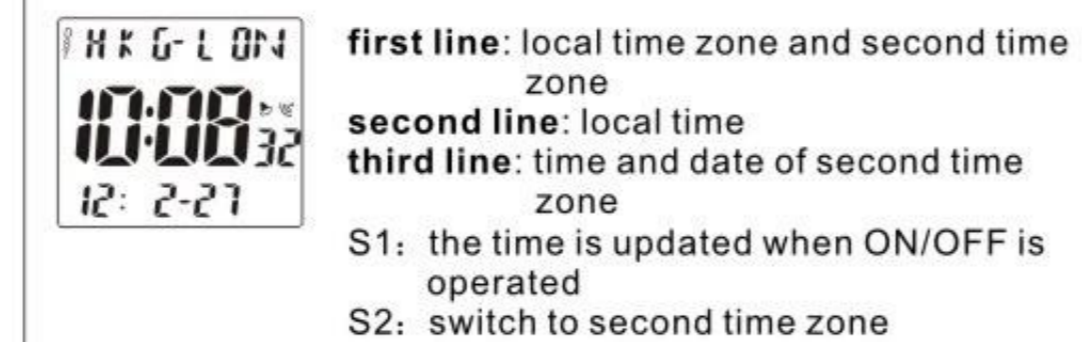 HKG-LON
10:08 32
12: 2-27
first line: local time zone and second time
zone
second line: local time
third line: time and date of second time
zone
S1: the time is updated when ON/OFF is
operated
S2: switch to second time zone